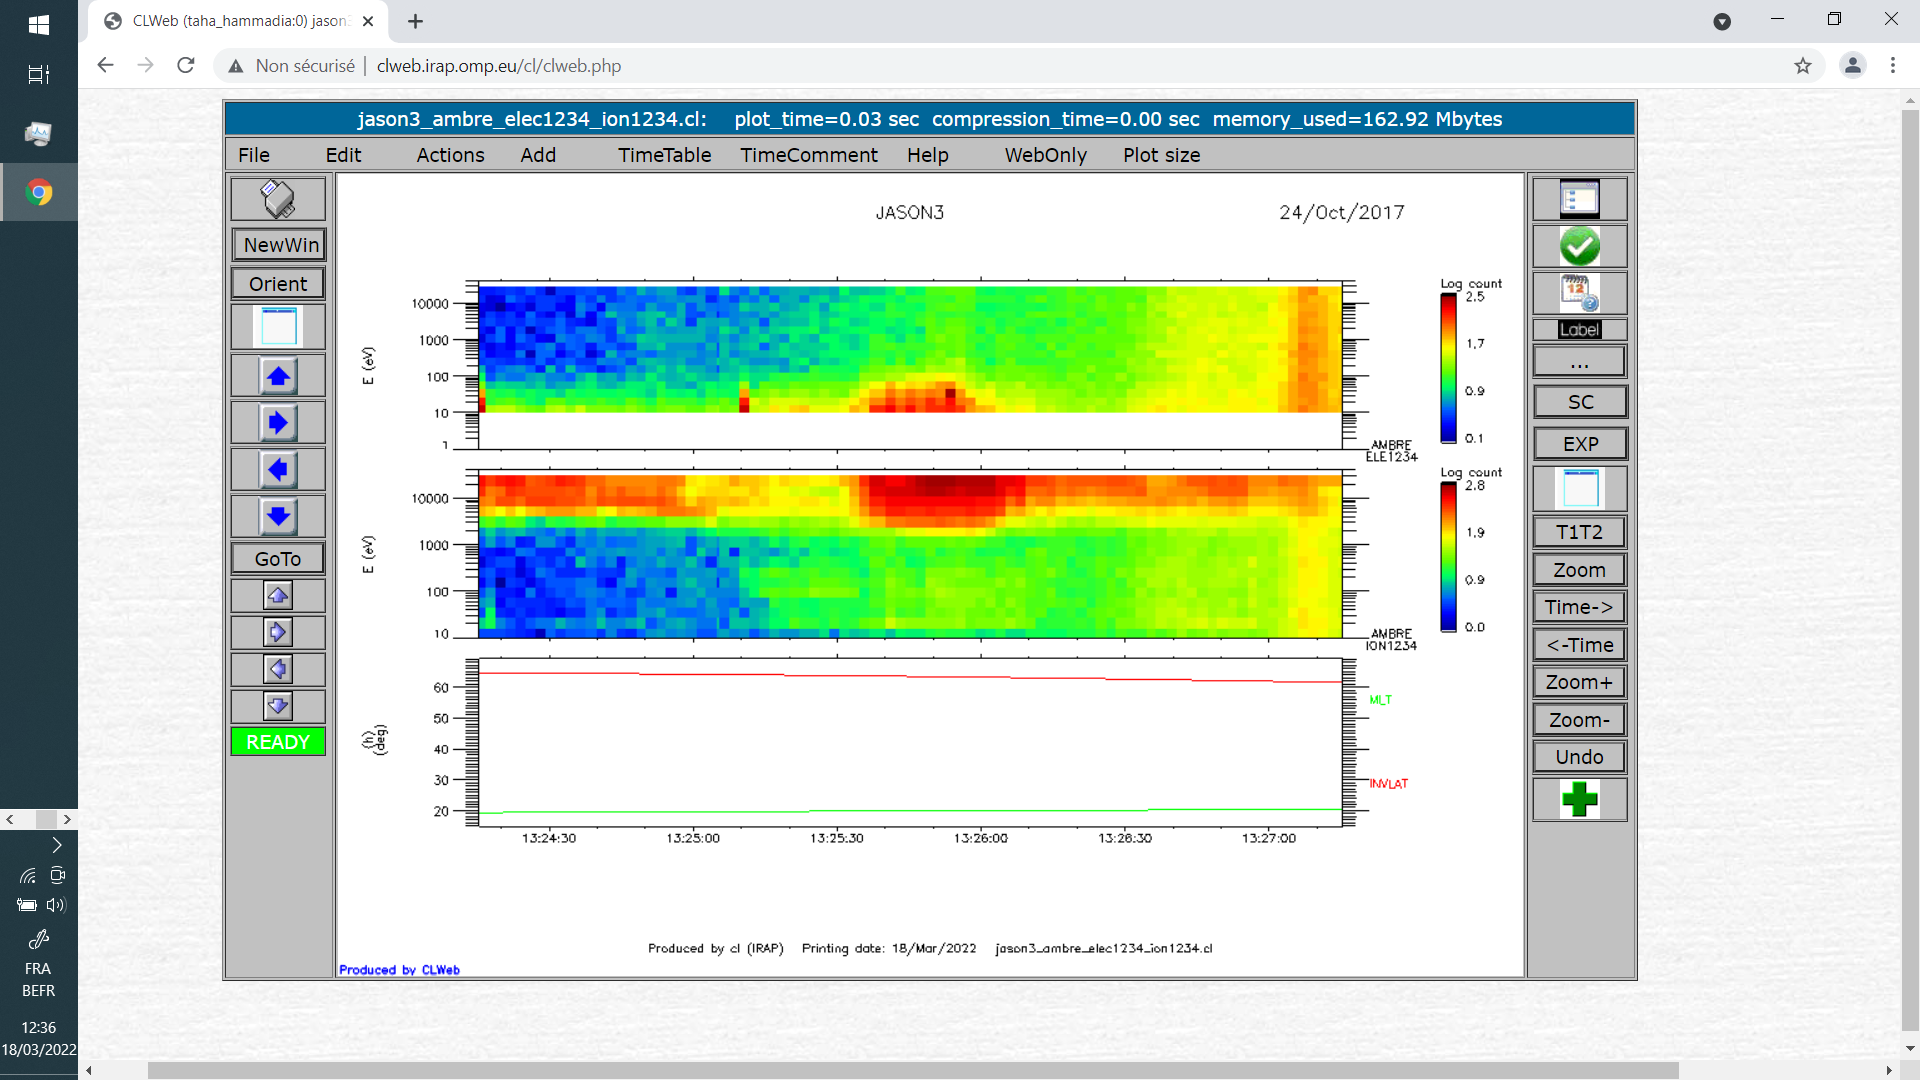 CLWeb (taha_hammadia:0) jason3
Non sécurisé | clweb.irap.omp.eu/cl/clweb.php
jason3_ambre_elec1234_ion1234.cl: plot_time=0.03 sec compression_time=0.00 sec memory_used=162.92 Mbytes
File Edit Actions Add TimeTable TimeComment Help WebOnly Plot size
NewWin
Orient
GoTo
READY
JASON3 24/Oct/2017
E (eV)
10000
1000
100
10
1
AMBRE
ELE1234
Log count
2.5
1.7
0.9
0.1
E (eV)
10000
1000
100
10
AMBRE
ION1234
Log count
2.8
1.9
0.9
0.0
(h)
(deg)
60
50
40
30
20
MLT
INVLAT
13:24:30 13:25:00 13:25:30 13:26:00 13:26:30 13:27:00
Produced by cl (IRAP) Printing date: 18/Mar/2022 jason3_ambre_elec1234_ion1234.cl
Produced by CLWeb
12
Label
...
SC
EXP
T1T2
Zoom
Time->
<-Time
Zoom+
Zoom-
Undo
FRA
BEFR
12:36
18/03/2022